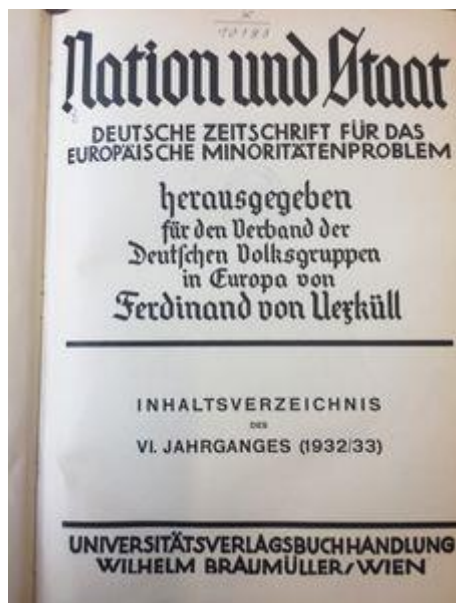 Nation und Staat
DEUTSCHE ZEITSCHRIFT FÜR DAS
EUROPÄISCHE MINORITÄTENPROBLEM
herausgegeben
für den Verband der
Deutschen Volksgruppen
in Europa von
Ferdinand von Uexküll
INHALTSVERZEICHNIS
DES
VI. JAHRGANGES (1932/33)
UNIVERSITÄTSVERLAGSBUCHHANDLUNG
WILHELM BRAUMÜLLER/WIEN